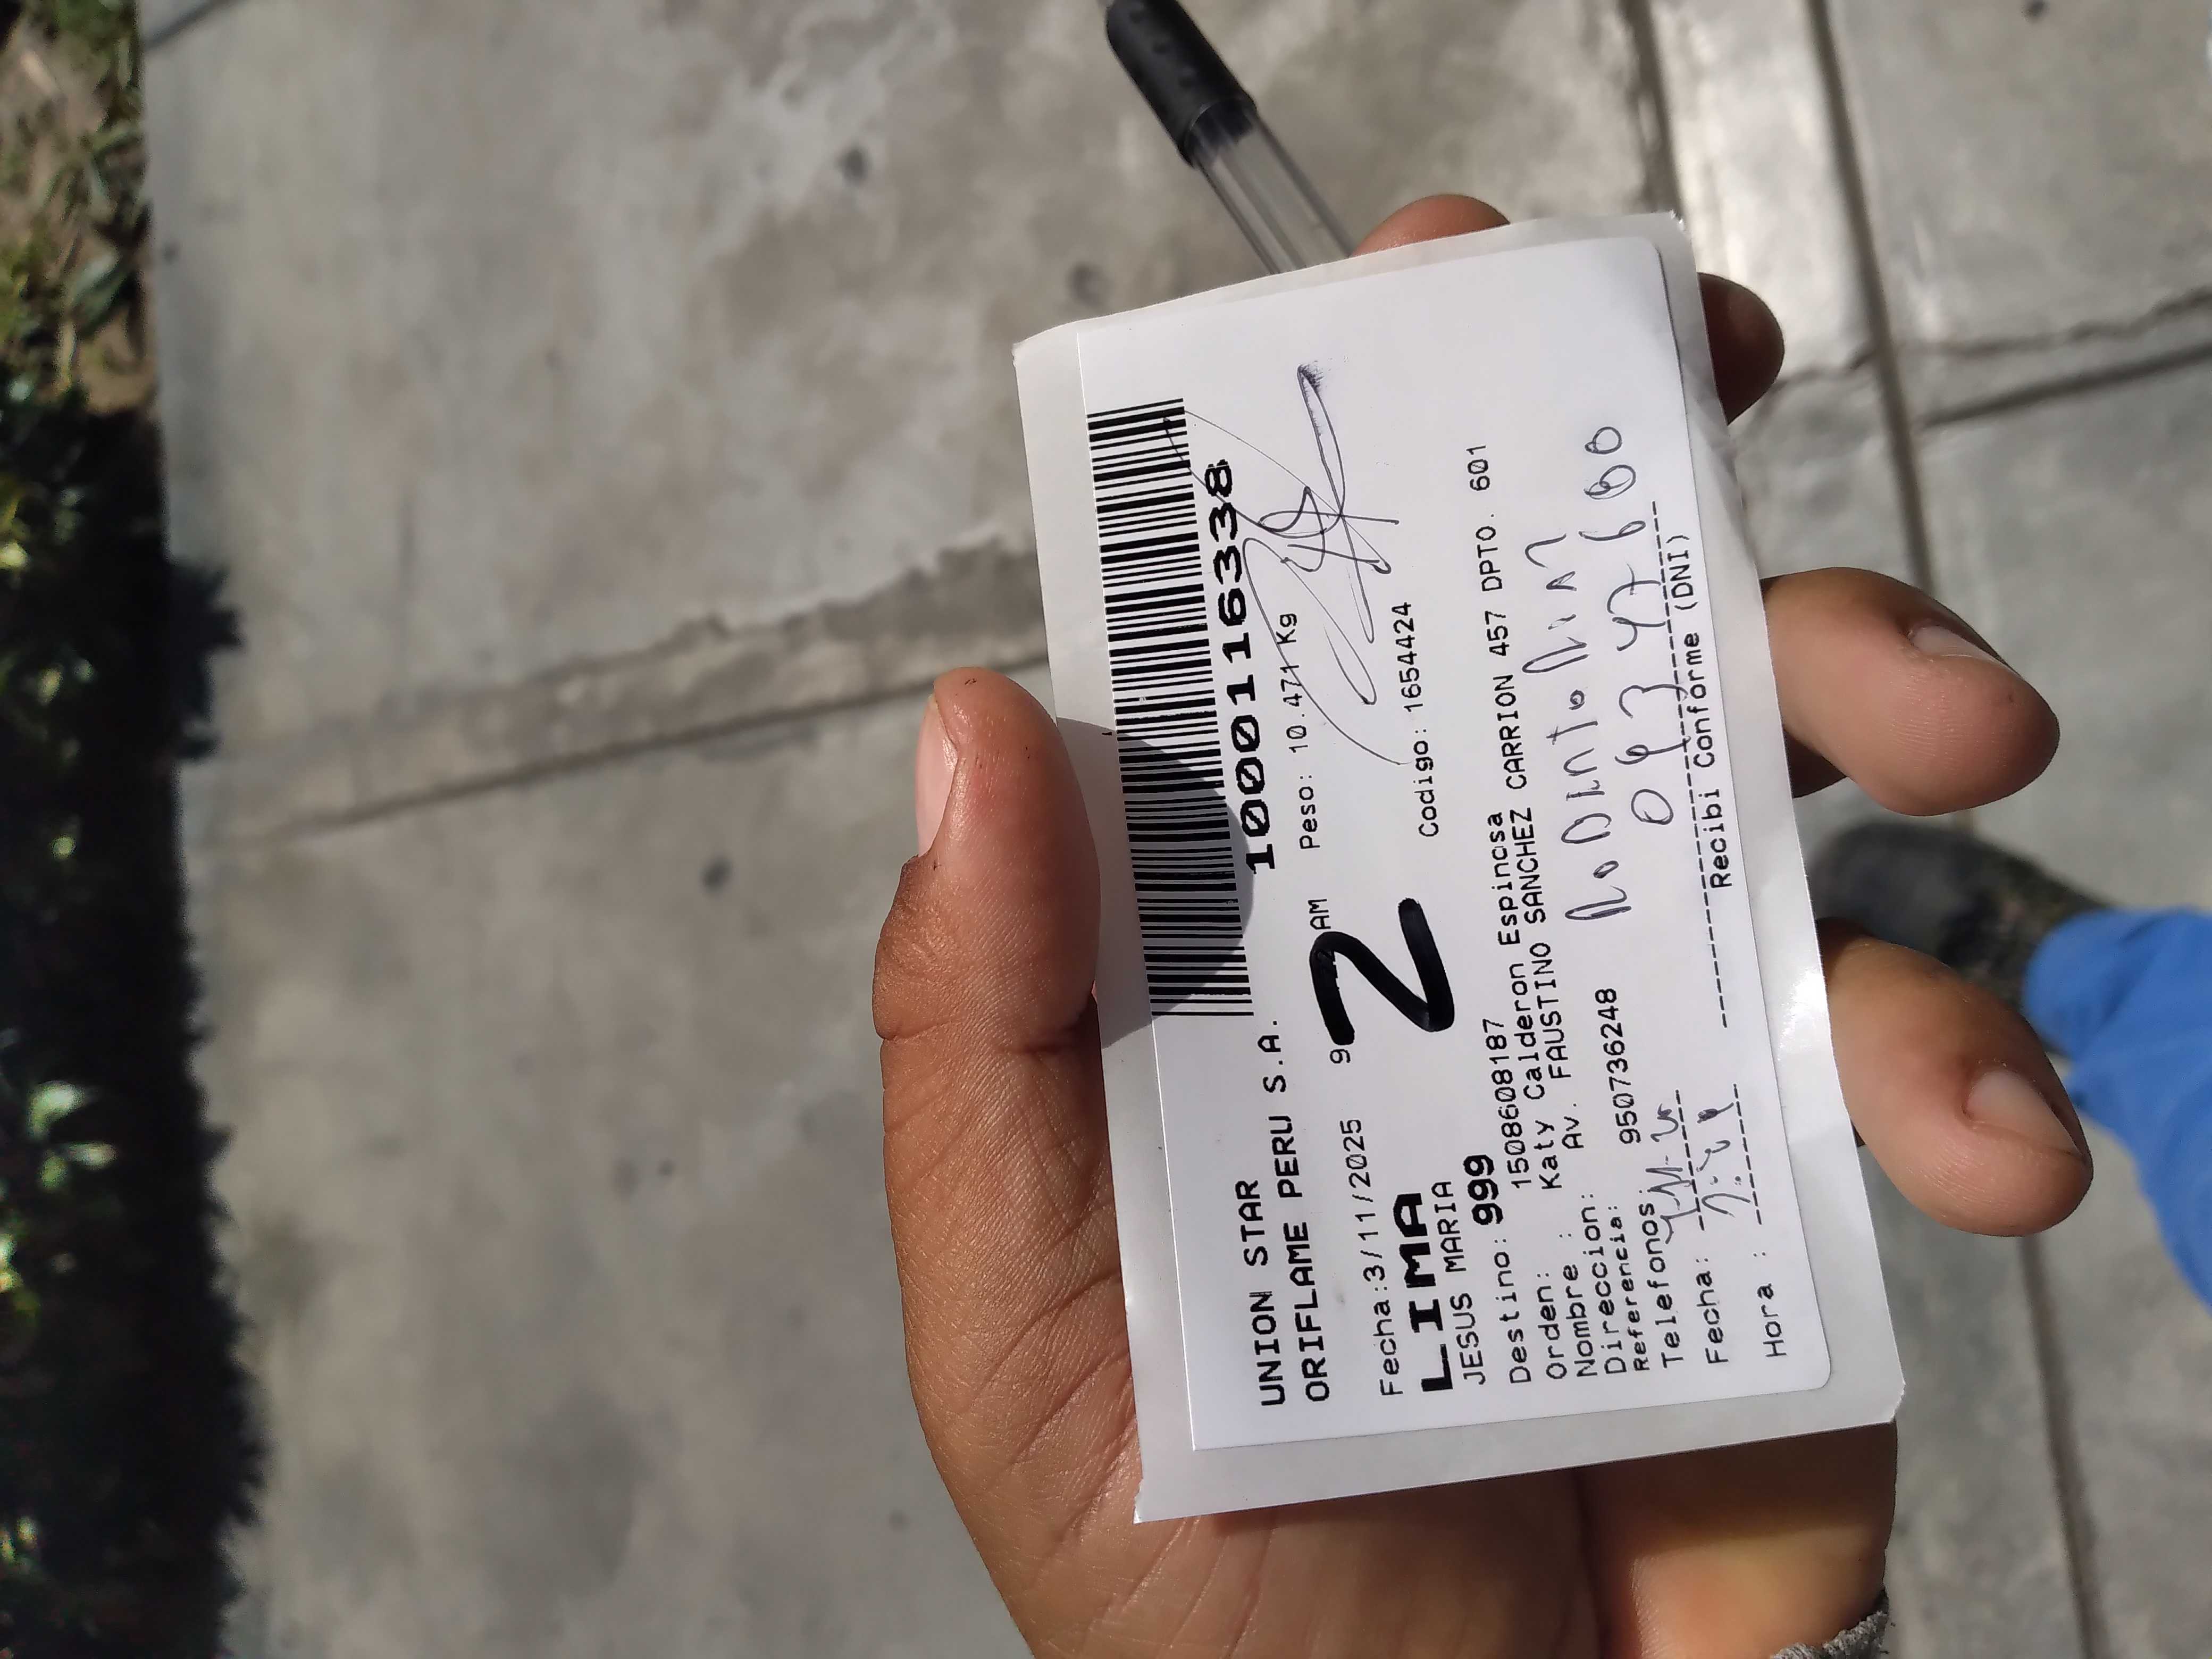 1000116338
UNION STAR
ORIFLAME PERU S.A.
Peso: 10.471 Kg
Fecha:3/11/2025 9 AM
2
LIMA
JESUS MARIA
Codigo: 1654424
Destino: 999
Orden: 1508608187
Nombre : Katy Calderon Espinosa
Direccion: Av. FAUSTINO SANCHEZ CARRION 457 DPTO. 601
Referencia:
Telefonos: 950736248
Fecha:
Hora :
Recibi Conforme (DNI)